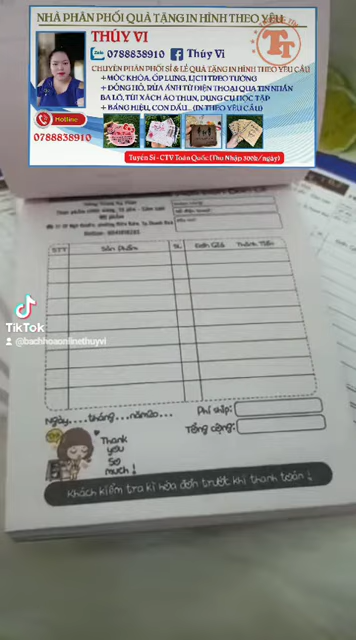 NHÀ PHÂN PHỐI QUÀ TẶNG IN HÌNH THEO YÊU
THÚY VI
Zalo 0788838910 Thúy Vi
CHUYÊN PHÂN PHỐI SỈ & LẺ QUÀ TẶNG IN HÌNH THEO YÊU CẦU
+ MÓC KHÓA, ỐP LƯNG, LỊCH TREO TƯỜNG
+ ĐỒNG HỒ, RỬA ẢNH TỪ ĐIỆN THOẠI QUA TIN NHẮN
BA LÔ, TÚI XÁCH ÁO THUN, DỤNG CỤ HỌC TẬP
+ BẢNG HIỆU, CON DẤU... (IN THEO YÊU CẦU)
Hotline
0788838910
Tuyển Sỉ - CTV Toàn Quốc (Thu Nhập 300k/ngày)
STT Sản Phẩm SL Đơn Giá Thành Tiền
Ngày....tháng....năm20...
Phí ship:
Tổng cộng:
Thank
you
so
much!
Khách kiểm tra kĩ hóa đơn trước khi thanh toán!
TikTok
@bachhoaonlinethuyvi